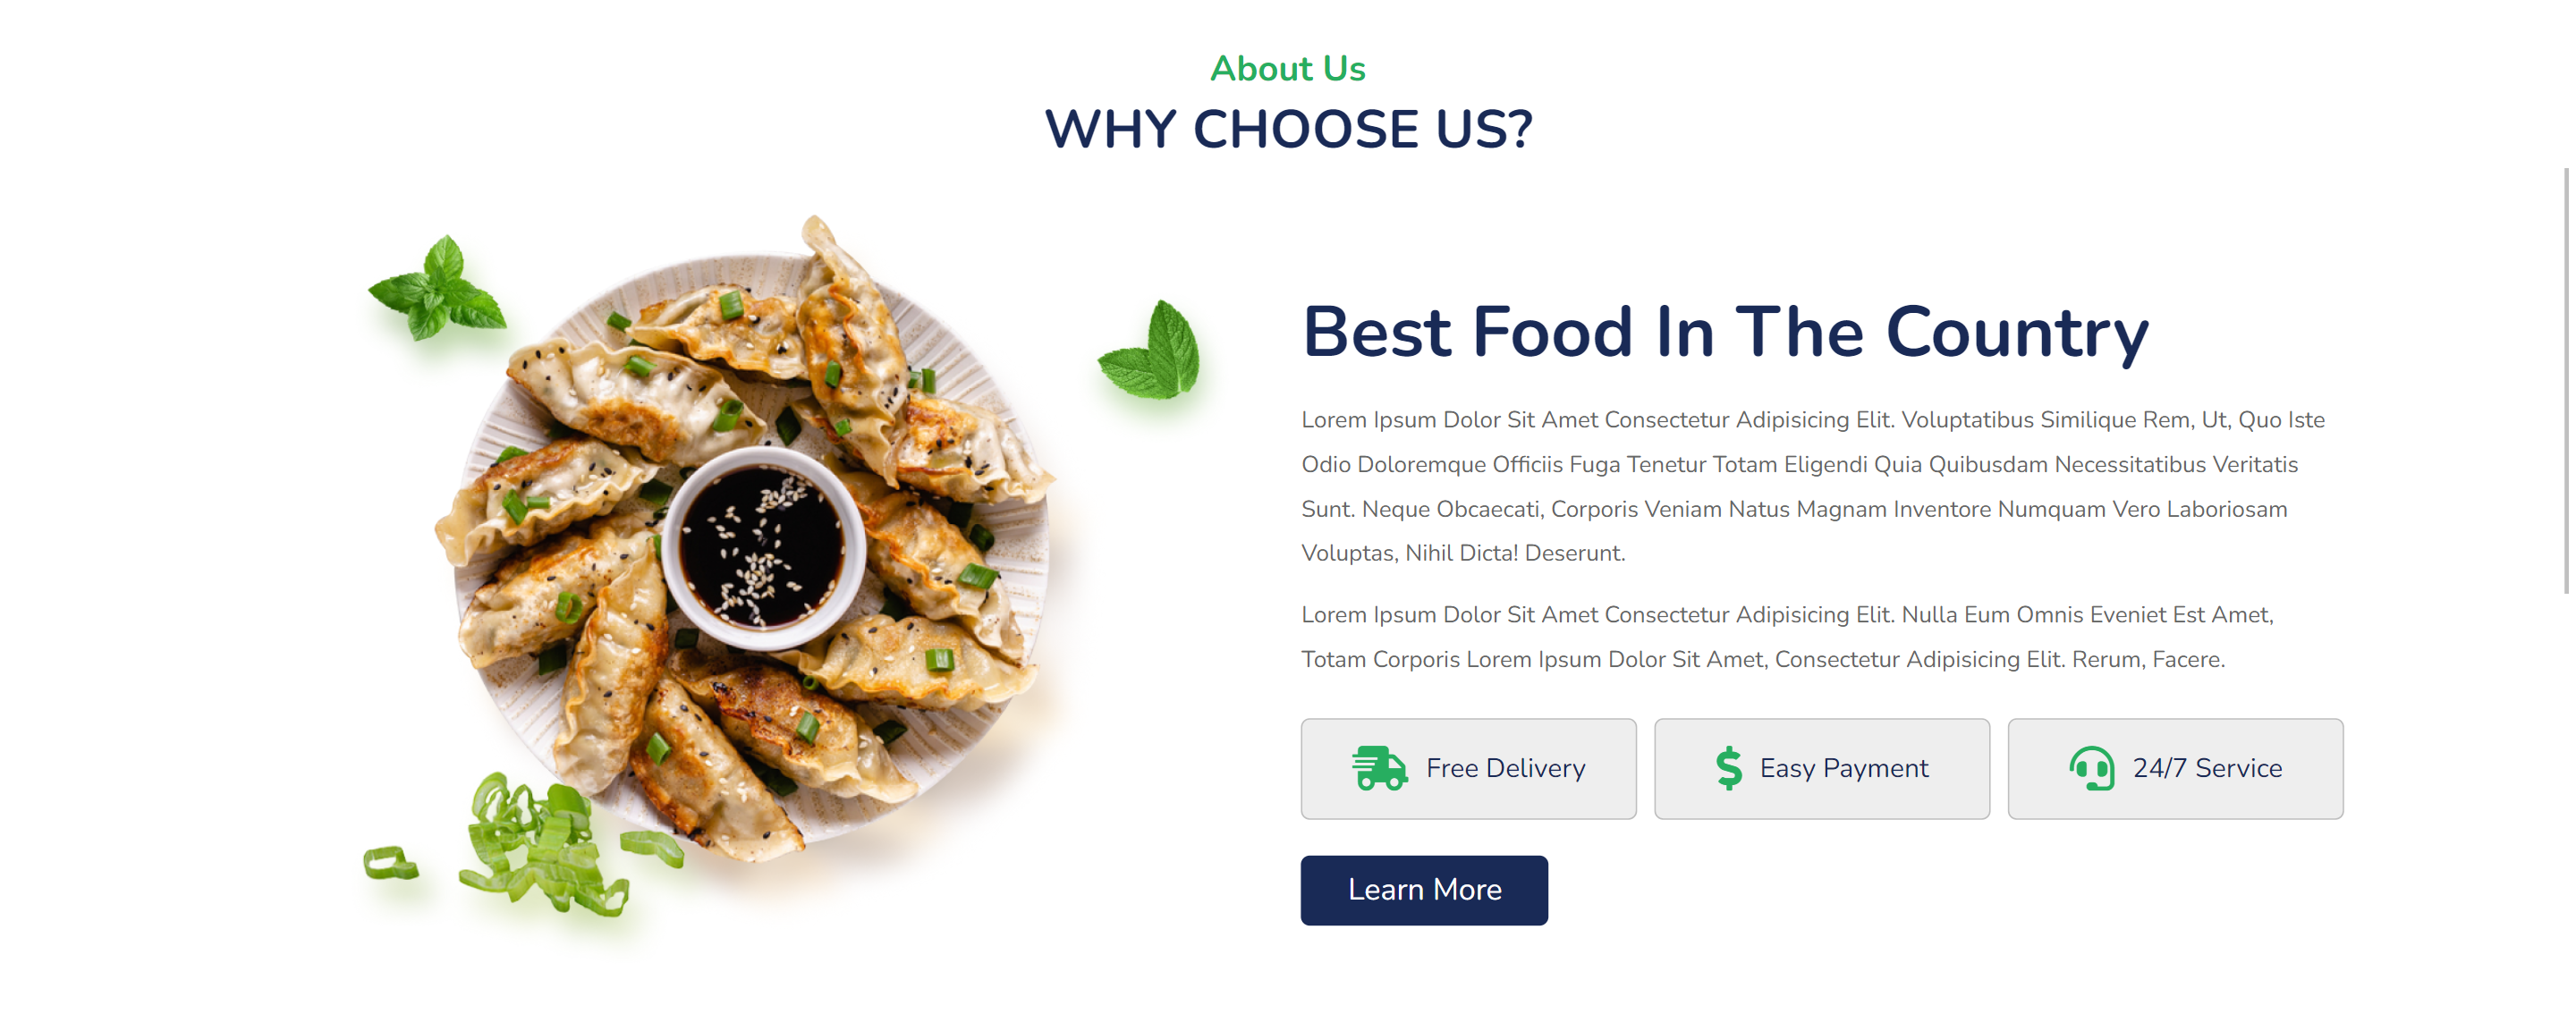 About Us
WHY CHOOSE US?
Best Food In The Country
Lorem Ipsum Dolor Sit Amet Consectetur Adipisicing Elit. Voluptatibus Similique Rem, Ut, Quo Iste
Odio Doloremque Officiis Fuga Tenetur Totam Eligendi Quia Quibusdam Necessitatibus Veritatis
Sunt. Neque Obcaecati, Corporis Veniam Natus Magnam Inventore Numquam Vero Laboriosam
Voluptas, Nihil Dicta! Deserunt.
Lorem Ipsum Dolor Sit Amet Consectetur Adipisicing Elit. Nulla Eum Omnis Eveniet Est Amet,
Totam Corporis Lorem Ipsum Dolor Sit Amet, Consectetur Adipisicing Elit. Rerum, Facere.
Free Delivery
Easy Payment
24/7 Service
Learn More